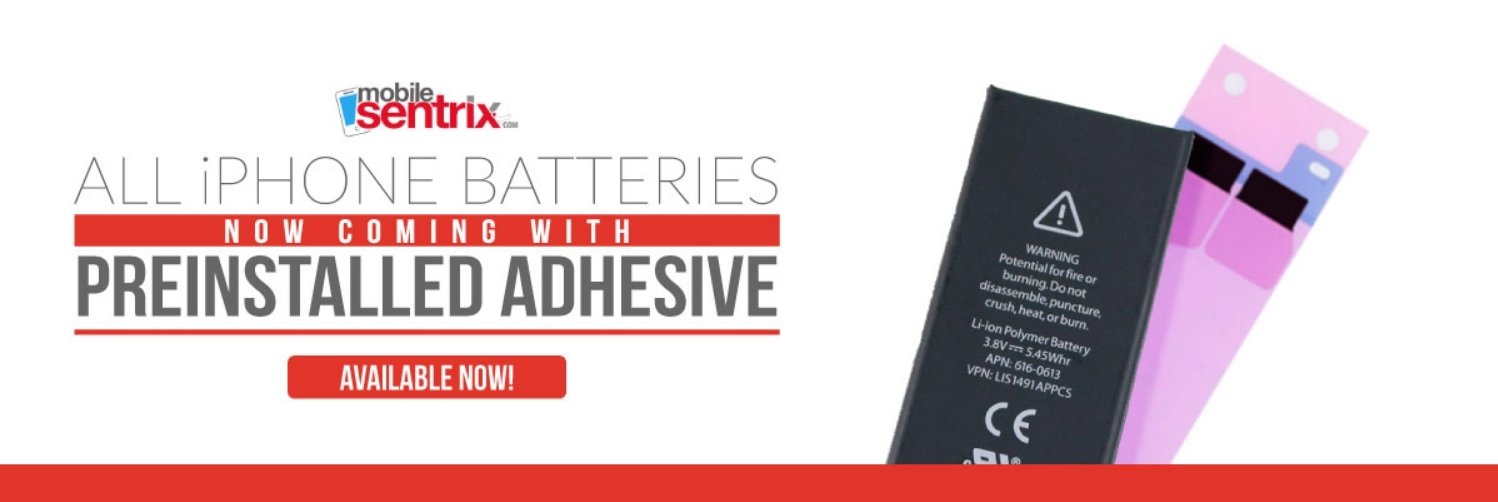 mobile
sentrix
.COM
ALL iPHONE BATTERIES
NOW COMING WITH
PREINSTALLED ADHESIVE
AVAILABLE NOW!
WARNING
Potential for fire or
burning. Do not
disassemble, puncture,
crush, heat, or burn.
Li-ion Polymer Battery
3.8V 5.45Whr
APN: 616-0613
VPN: LIS1491APPCS
CE